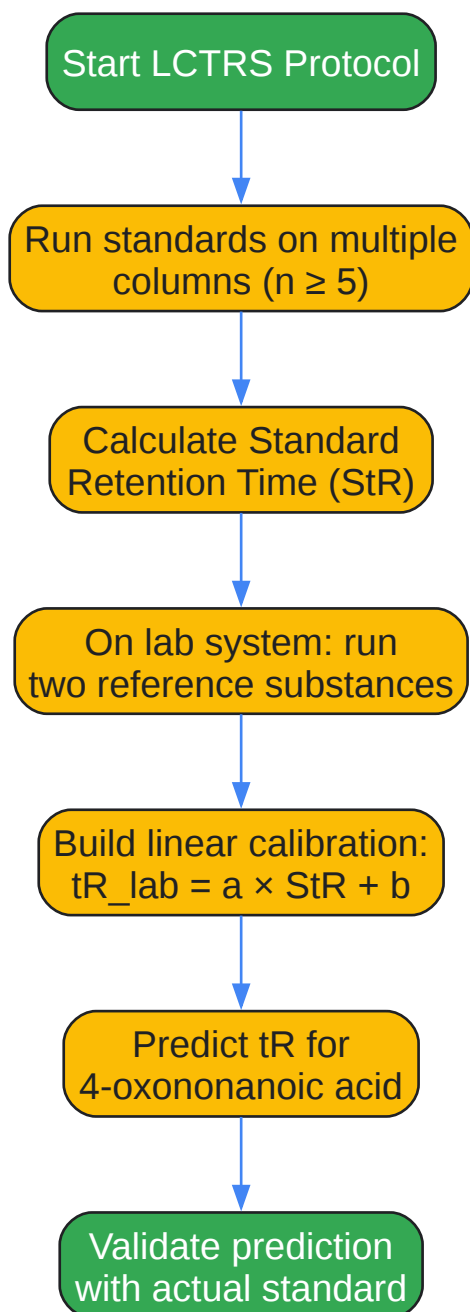 Start LCTRS Protocol
Run standards on multiple
columns (n ≥ 5)
Calculate Standard
Retention Time (StR)
On lab system: run
two reference substances
Build linear calibration:
tR_lab = a × StR + b
Predict tR for
4-oxononanoic acid
Validate prediction
with actual standard